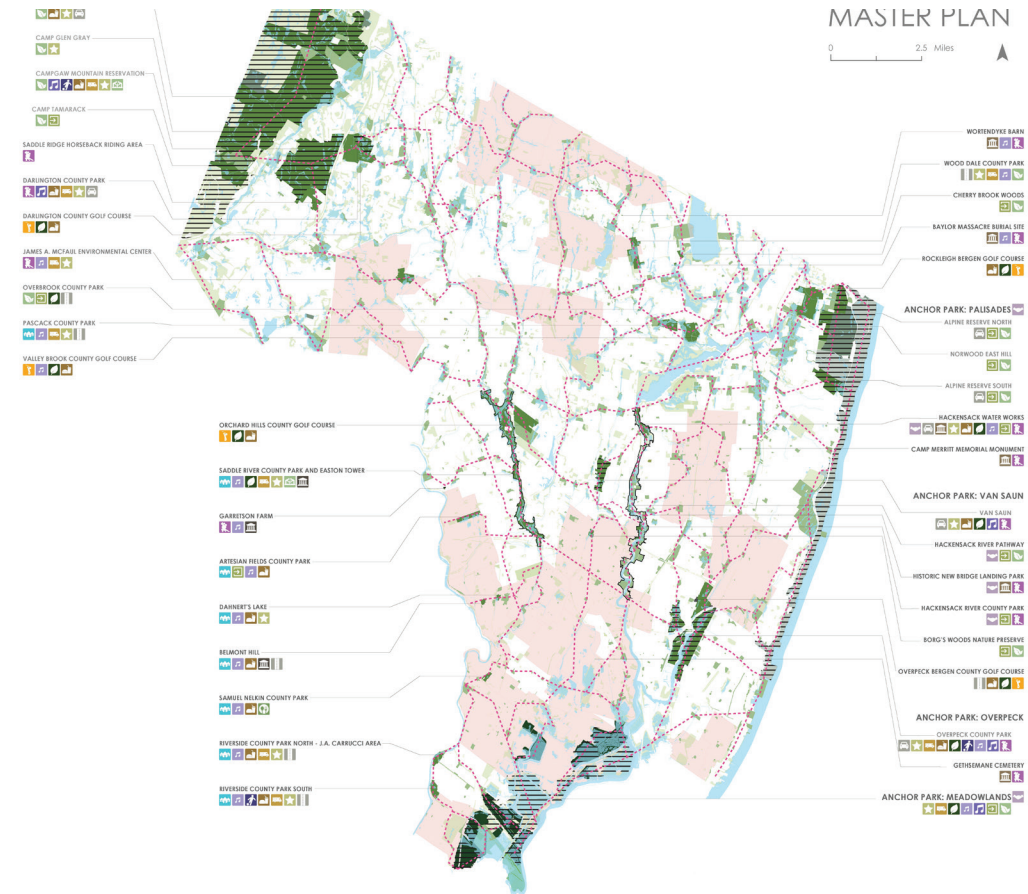 MASTER PLAN
0 2.5 Miles
CAMP GLEN GRAY
CAMPGAW MOUNTAIN RESERVATION
CAMP TAMARACK
SADDLE RIDGE HORSEBACK RIDING AREA
DARLINGTON COUNTY PARK
DARLINGTON COUNTY GOLF COURSE
JAMES A. MCFAUL ENVIRONMENTAL CENTER
OVERBROOK COUNTY PARK
PASCACK COUNTY PARK
VALLEY BROOK COUNTY GOLF COURSE
ORCHARD HILLS COUNTY GOLF COURSE
SADDLE RIVER COUNTY PARK AND EASTON TOWER
GARRETSON FARM
ARTESIAN FIELDS COUNTY PARK
DAHNERT'S LAKE
BELMONT HILL
SAMUEL NELKIN COUNTY PARK
RIVERSIDE COUNTY PARK NORTH - J.A. CARRUCCI AREA
RIVERSIDE COUNTY PARK SOUTH
WORTENDYKE BARN
WOOD DALE COUNTY PARK
CHERRY BROOK WOODS
BAYLOR MASSACRE BURIAL SITE
ROCKLEIGH BERGEN GOLF COURSE
ANCHOR PARK: PALISADES
ALPINE RESERVE NORTH
NORWOOD EAST HILL
ALPINE RESERVE SOUTH
HACKENSACK WATER WORKS
CAMP MERRITT MEMORIAL MONUMENT
ANCHOR PARK: VAN SAUN
VAN SAUN
HACKENSACK RIVER PATHWAY
HISTORIC NEW BRIDGE LANDING PARK
HACKENSACK RIVER COUNTY PARK
BORG'S WOODS NATURE PRESERVE
OVERPECK BERGEN COUNTY GOLF COURSE
ANCHOR PARK: OVERPECK
OVERPECK COUNTY PARK
GETHSEMANE CEMETERY
ANCHOR PARK: MEADOWLANDS